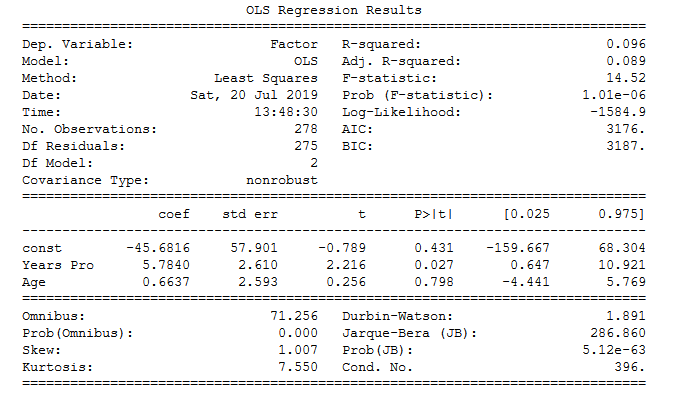 OLS Regression Results
==============================================================================
Dep. Variable: Factor R-squared: 0.096
Model: OLS Adj. R-squared: 0.089
Method: Least Squares F-statistic: 14.52
Date: Sat, 20 Jul 2019 Prob (F-statistic): 1.01e-06
Time: 13:48:30 Log-Likelihood: -1584.9
No. Observations: 278 AIC: 3176.
Df Residuals: 275 BIC: 3187.
Df Model: 2
Covariance Type: nonrobust
==============================================================================
coef std err t P>|t| [0.025 0.975]
------------------------------------------------------------------------------
const -45.6816 57.901 -0.789 0.431 -159.667 68.304
Years Pro 5.7840 2.610 2.216 0.027 0.647 10.921
Age 0.6637 2.593 0.256 0.798 -4.441 5.769
==============================================================================
Omnibus: 71.256 Durbin-Watson: 1.891
Prob(Omnibus): 0.000 Jarque-Bera (JB): 286.860
Skew: 1.007 Prob(JB): 5.12e-63
Kurtosis: 7.550 Cond. No. 396.
==============================================================================